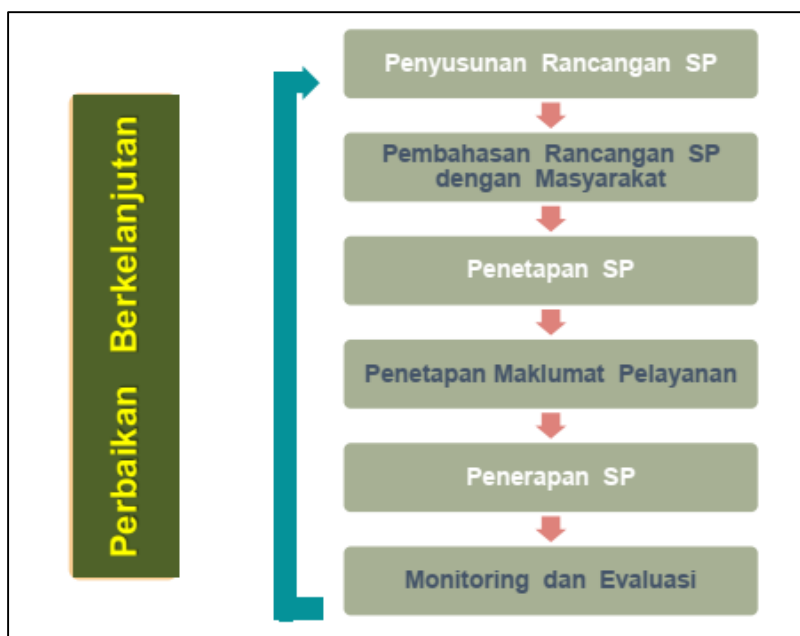 Perbaikan Berkelanjutan
Penyusunan Rancangan SP
Pembahasan Rancangan SP
dengan Masyarakat
Penetapan SP
Penetapan Maklumat Pelayanan
Penerapan SP
Monitoring dan Evaluasi